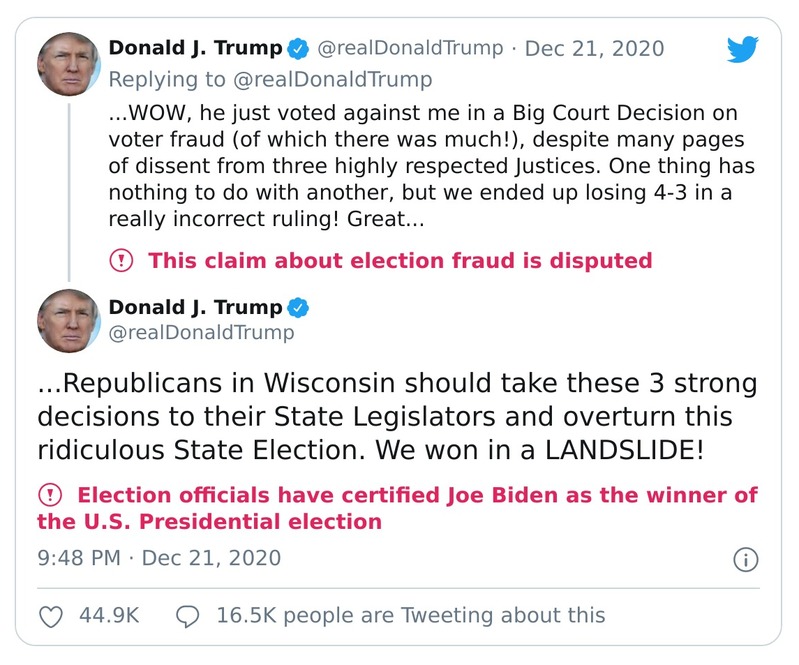 Donald J. Trump @realDonaldTrump · Dec 21, 2020
Replying to @realDonaldTrump
...WOW, he just voted against me in a Big Court Decision on
voter fraud (of which there was much!), despite many pages
of dissent from three highly respected Justices. One thing has
nothing to do with another, but we ended up losing 4-3 in a
really incorrect ruling! Great...
This claim about election fraud is disputed
Donald J. Trump
@realDonaldTrump
...Republicans in Wisconsin should take these 3 strong
decisions to their State Legislators and overturn this
ridiculous State Election. We won in a LANDSLIDE!
Election officials have certified Joe Biden as the winner of
the U.S. Presidential election
9:48 PM · Dec 21, 2020
44.9K 16.5K people are Tweeting about this